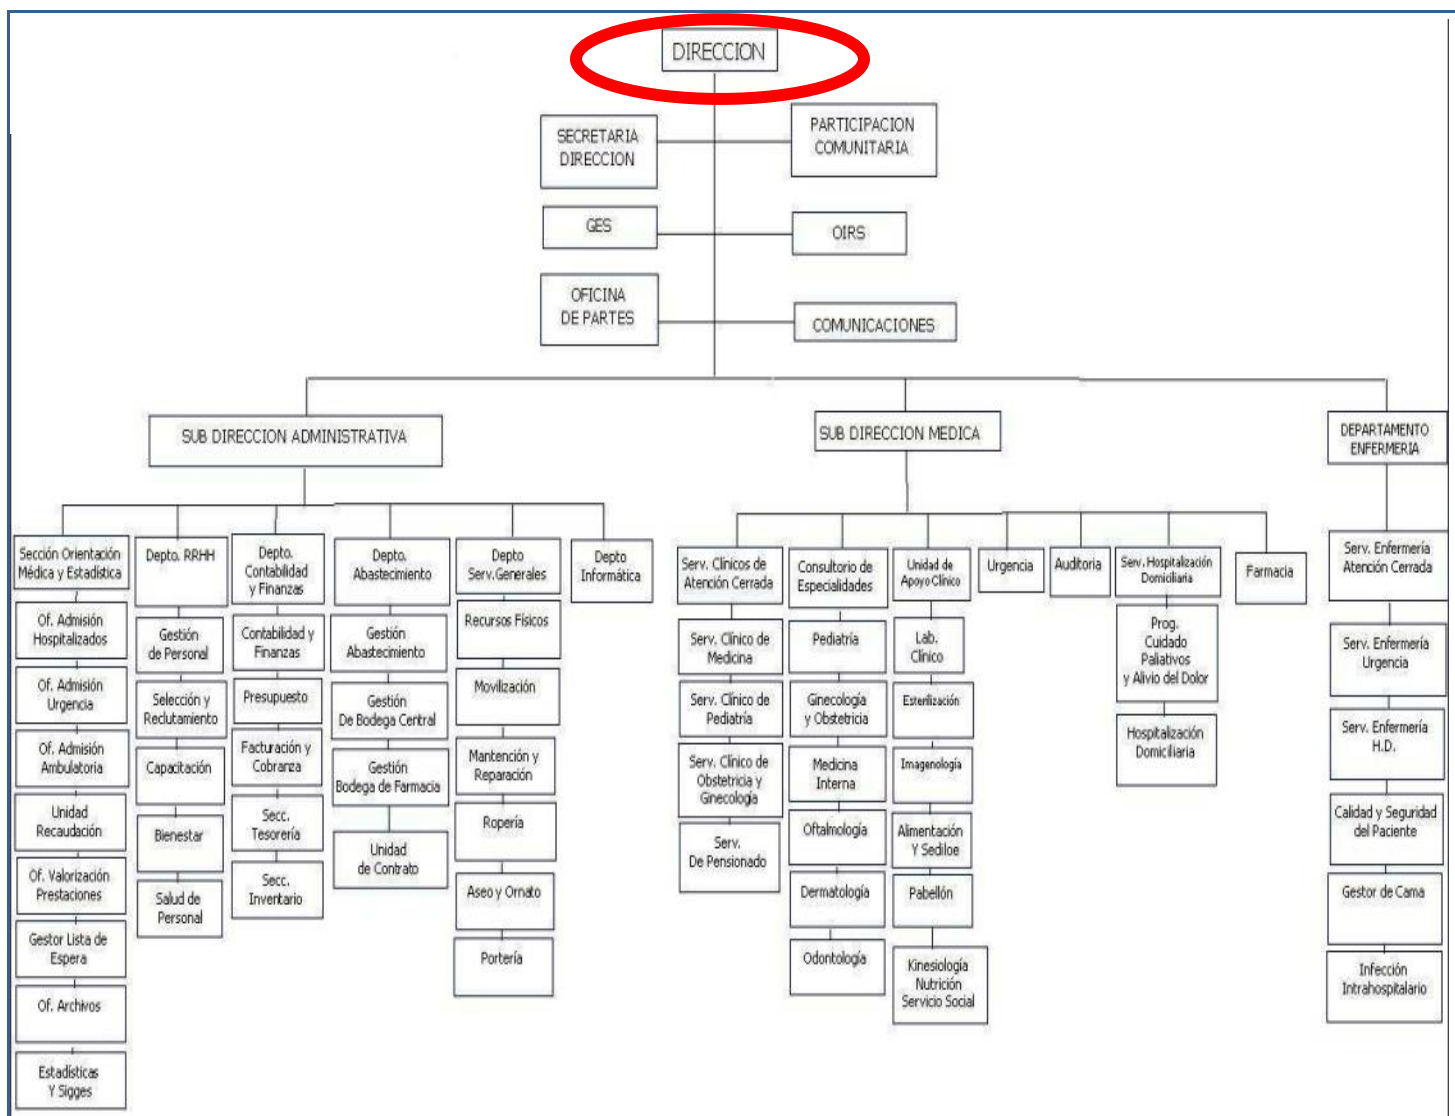 DIRECCION
SECRETARIA
DIRECCION
PARTICIPACION
COMUNITARIA
GES
OIRS
OFICINA
DE PARTES
COMUNICACIONES
SUB DIRECCION ADMINISTRATIVA
SUB DIRECCION MEDICA
DEPARTAMENTO
ENFERMERIA
Sección Orientación
Médica y Estadística
Of. Admisión
Hospitalizados
Of. Admisión
Urgencia
Of. Admisión
Ambulatoria
Unidad
Recaudación
Of. Valorización
Prestaciones
Gestor Lista de
Espera
Of. Archivos
Estadísticas
Y Sigges
Depto. RRHH
Gestión
de Personal
Selección y
Reclutamiento
Capacitación
Bienestar
Salud de
Personal
Depto.
Contabilidad
y Finanzas
Contabilidad y
Finanzas
Presupuesto
Facturación y
Cobranza
Secc.
Tesorería
Secc.
Inventario
Depto.
Abastecimiento
Gestión
Abastecimiento
Gestión
De Bodega Central
Gestión
Bodega de Farmacia
Unidad
de Contrato
Depto
Serv.Generales
Recursos Físicos
Movilización
Mantención y
Reparación
Ropería
Aseo y Ornato
Portería
Depto
Informática
Serv. Clínicos de
Atención Cerrada
Serv. Clínico de
Medicina
Serv. Clínico de
Pediatría
Serv. Clínico de
Obstetricia y
Ginecología
Serv.
De Pensionado
Consultorio de
Especialidades
Pediatría
Ginecología
y Obstetricia
Medicina
Interna
Oftalmología
Dermatología
Odontología
Unidad de
Apoyo Clínico
Lab.
Clínico
Esterilización
Imagenología
Alimentación
Y Sedile
Pabellón
Kinesiología
Nutrición
Servicio Social
Urgencia
Auditoria
Serv. Hospitalización
Domiciliaria
Prog.
Cuidado
Paliativos
y Alivio del Dolor
Hospitalización
Domiciliaria
Farmacia
Serv. Enfermería
Atención Cerrada
Serv. Enfermería
Urgencia
Serv. Enfermería
H.D.
Calidad y Seguridad
del Paciente
Gestor de Cama
Infección
Intrahospitalario